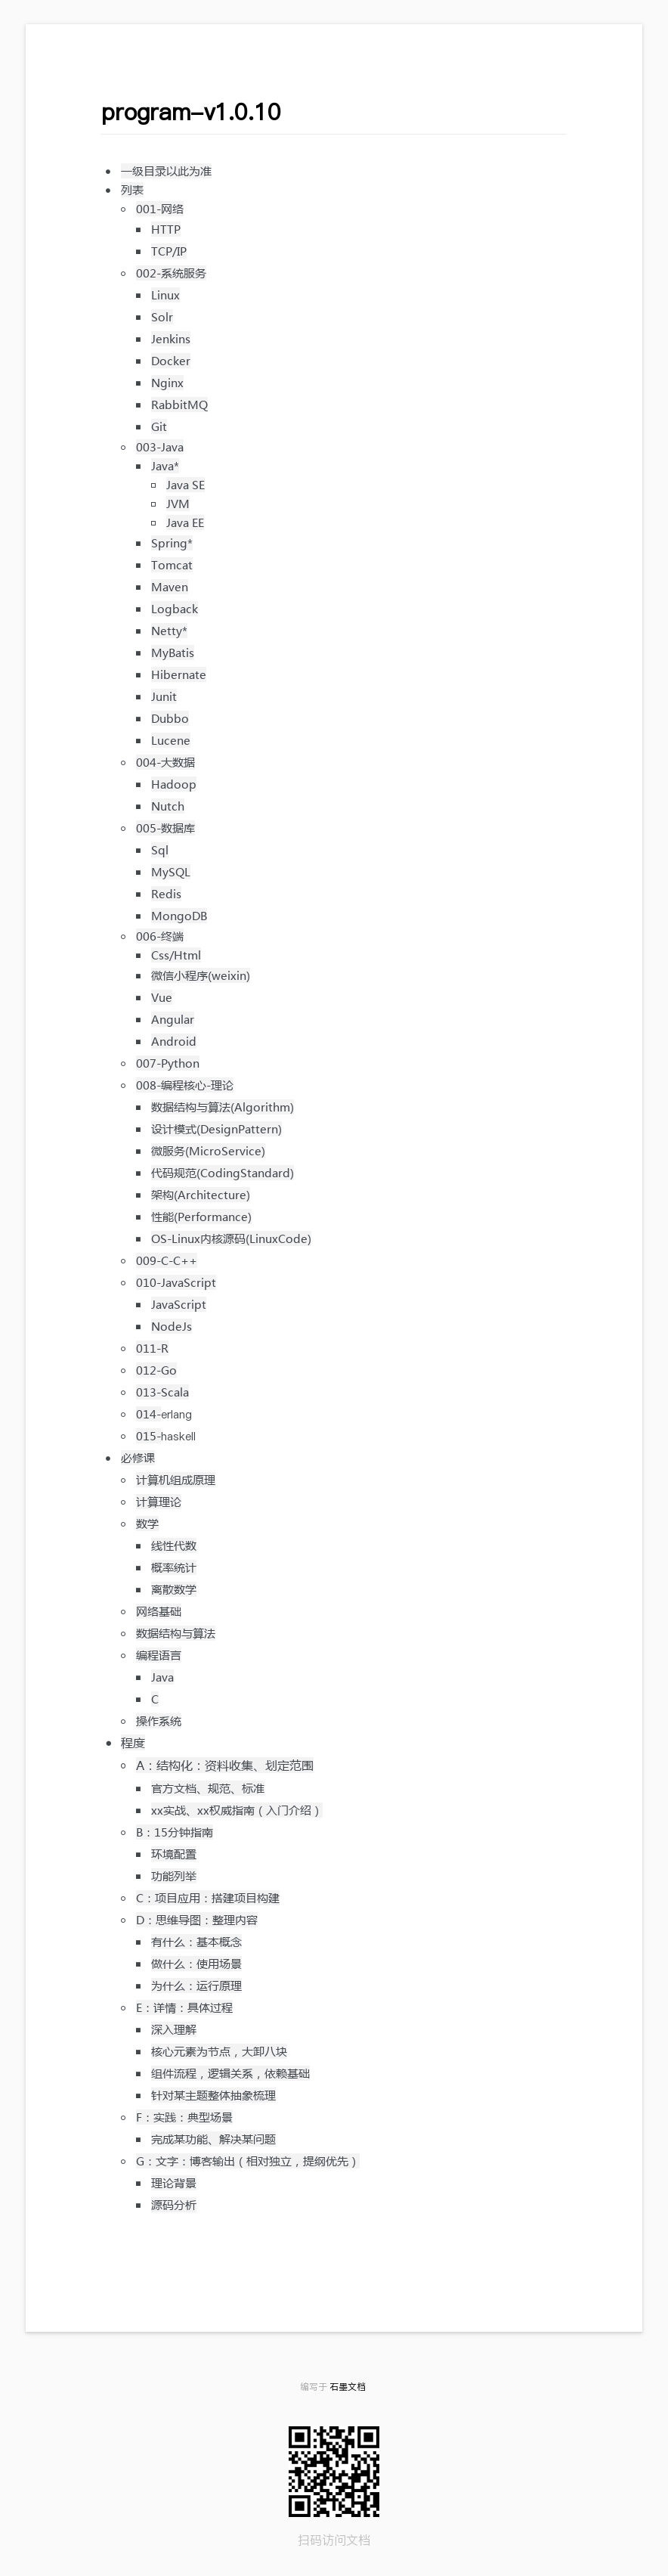 program-v1.0.10
一级目录以此为准
列表
001-网络
HTTP
TCP/IP
002-系统服务
Linux
Solr
Jenkins
Docker
Nginx
RabbitMQ
Git
003-Java
Java*
Java SE
JVM
Java EE
Spring*
Tomcat
Maven
Logback
Netty*
MyBatis
Hibernate
Junit
Dubbo
Lucene
004-大数据
Hadoop
Nutch
005-数据库
Sql
MySQL
Redis
MongoDB
006-终端
Css/Html
微信小程序(weixin)
Vue
Angular
Android
007-Python
008-编程核心-理论
数据结构与算法(Algorithm)
设计模式(DesignPattern)
微服务(MicroService)
代码规范(CodingStandard)
架构(Architecture)
性能(Performance)
OS-Linux内核源码(LinuxCode)
009-C-C++
010-JavaScript
JavaScript
NodeJs
011-R
012-Go
013-Scala
014-erlang
015-haskell
必修课
计算机组成原理
计算理论
数学
线性代数
概率统计
离散数学
网络基础
数据结构与算法
编程语言
Java
C
操作系统
程度
A：结构化：资料收集、划定范围
官方文档、规范、标准
xx实战、xx权威指南（入门介绍）
B：15分钟指南
环境配置
功能列举
C：项目应用：搭建项目构建
D：思维导图：整理内容
有什么：基本概念
做什么：使用场景
为什么：运行原理
E：详情：具体过程
深入理解
核心元素为节点，大卸八块
组件流程，逻辑关系，依赖基础
针对某主题整体抽象梳理
F：实践：典型场景
完成某功能、解决某问题
G：文字：博客输出（相对独立，提纲优先）
理论背景
源码分析
编写于 石墨文档
扫码访问文档